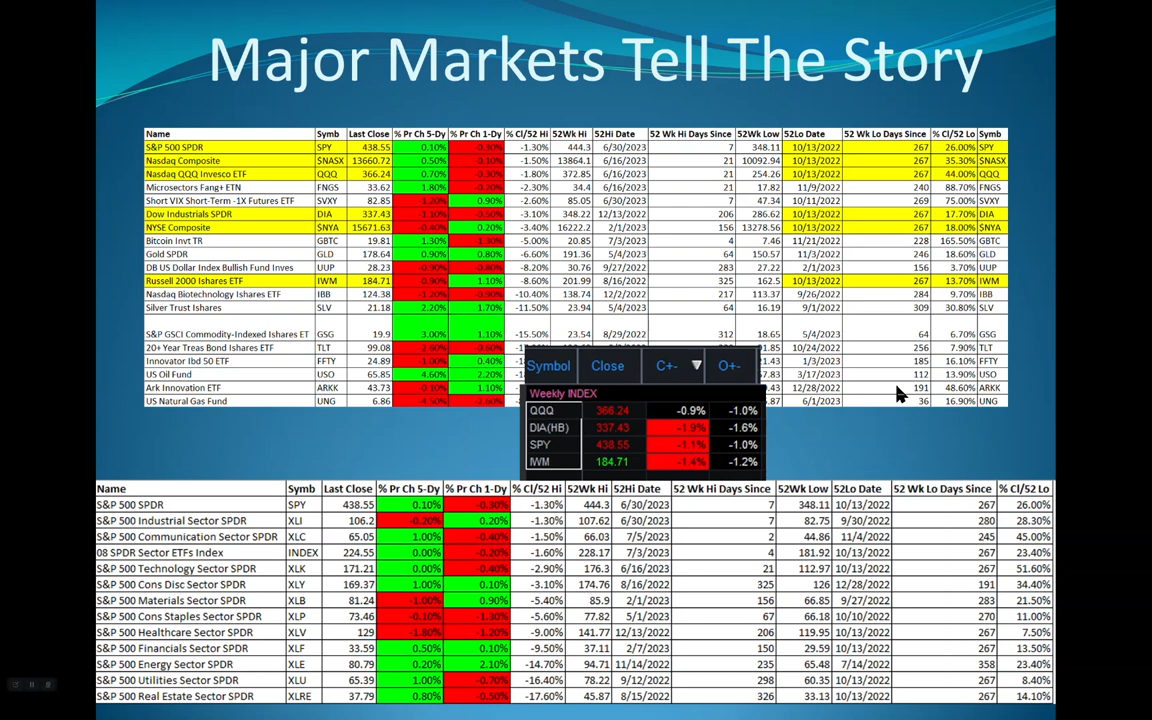 Major Markets Tell The Story
Name Symb Last Close % Pr Ch 5-Dy % Pr Ch 1-Dy % Cl/52 Hi 52Wk Hi 52Hi Date 52 Wk Hi Days Since 52Wk Low 52Lo Date 52 Wk Lo Days Since % Cl/52 Lo Symb
S&P 500 SPDR SPY 438.55 0.10% -0.30% -1.30% 444.3 6/30/2023 7 348.11 10/13/2022 267 26.00% SPY
Nasdaq Composite $NASX 13660.72 0.50% -0.10% -1.50% 13864.1 6/16/2023 21 10092.94 10/13/2022 267 35.30% $NASX
Nasdaq QQQ Invesco ETF QQQ 366.24 0.70% -0.30% -1.80% 372.85 6/16/2023 21 254.26 10/13/2022 267 44.00% QQQ
Microsectors Fang+ ETN FNGS 33.62 1.80% -0.20% -2.30% 34.4 6/16/2023 21 17.82 11/9/2022 240 88.70% FNGS
Short VIX Short-Term -1X Futures ETF SVXY 82.85 -1.20% 0.90% -2.60% 85.05 6/30/2023 7 47.34 10/11/2022 269 75.00% SVXY
Dow Industrials SPDR DIA 337.43 -1.10% -0.50% -3.10% 348.22 12/13/2022 206 286.62 10/13/2022 267 17.70% DIA
NYSE Composite $NYA 15671.63 -0.40% 0.20% -3.40% 16222.2 2/1/2023 156 13278.56 10/13/2022 267 18.00% $NYA
Bitcoin Invt TR GBTC 19.81 1.30% -1.30% -5.00% 20.85 7/3/2023 4 7.46 11/21/2022 228 165.50% GBTC
Gold SPDR GLD 178.64 0.90% 0.80% -6.60% 191.36 5/4/2023 64 150.57 11/3/2022 246 18.60% GLD
DB US Dollar Index Bullish Fund Inves UUP 28.23 -0.90% -8.20% 30.76 9/27/2022 283 27.22 2/1/2023 156 3.70% UUP
Russell 2000 Ishares ETF IWM 184.71 -0.90% 1.10% -8.60% 201.99 8/16/2022 325 162.5 10/13/2022 267 13.70% IWM
Nasdaq Biotechnology Ishares ETF IBB 124.38 -1.20% -0.90% -10.40% 138.74 12/2/2022 217 113.37 9/26/2022 284 9.70% IBB
Silver Trust Ishares SLV 21.18 2.20% 1.70% -11.50% 23.94 5/4/2023 64 16.19 9/1/2022 309 30.80% SLV
S&P GSCI Commodity-Indexed Ishares ET GSG 19.9 3.00% 1.10% -15.50% 23.54 8/29/2022 312 18.65 5/4/2023 64 6.70% GSG
20+ Year Treas Bond Ishares ETF TLT 99.08 -2.60% -0.60% 91.85 10/24/2022 256 7.90% TLT
Innovator Ibd 50 ETF FFTY 24.89 -1.00% 0.40% 1.42 1/3/2023 185 16.10% FFTY
US Oil Fund USO 65.85 4.60% 2.20% 57.83 3/17/2023 112 13.90% USO
Ark Innovation ETF ARKK 43.73 -0.10% 1.10% 9.43 12/28/2022 191 48.60% ARKK
US Natural Gas Fund UNG 6.86 -4.50% -2.60% .87 6/1/2023 36 16.90% UNG
Symbol Close C+- ▼ O+-
Weekly INDEX
QQQ 366.24 -0.9% -1.0%
DIA(HB) 337.43 -1.9% -1.6%
SPY 438.55 -1.1% -1.0%
IWM 184.71 -1.4% -1.2%
Name Symb Last Close % Pr Ch 5-Dy % Pr Ch 1-Dy % Cl/52 Hi 52Wk Hi 52Hi Date 52 Wk Hi Days Since 52Wk Low 52Lo Date 52 Wk Lo Days Since % Cl/52 Lo
S&P 500 SPDR SPY 438.55 0.10% -0.30% -1.30% 444.3 6/30/2023 7 348.11 10/13/2022 267 26.00%
S&P 500 Industrial Sector SPDR XLI 106.2 -0.20% 0.20% -1.30% 107.62 6/30/2023 7 82.75 9/30/2022 280 28.30%
S&P 500 Communication Sector SPDR XLC 65.05 1.00% -0.40% -1.50% 66.03 7/5/2023 2 44.86 11/4/2022 245 45.00%
08 SPDR Sector ETFs Index INDEX 224.55 0.00% -0.20% -1.60% 228.17 7/3/2023 4 181.92 10/13/2022 267 23.40%
S&P 500 Technology Sector SPDR XLK 171.21 0.00% -0.40% -2.90% 176.3 6/16/2023 21 112.97 10/13/2022 267 51.60%
S&P 500 Cons Disc Sector SPDR XLY 169.37 1.00% 0.10% -3.10% 174.76 8/16/2022 325 126 12/28/2022 191 34.40%
S&P 500 Materials Sector SPDR XLB 81.24 -1.00% 0.90% -5.40% 85.9 2/1/2023 156 66.85 9/27/2022 283 21.50%
S&P 500 Cons Staples Sector SPDR XLP 73.46 -0.10% -1.30% -5.60% 77.82 5/1/2023 67 66.18 10/10/2022 270 11.00%
S&P 500 Healthcare Sector SPDR XLV 129 -1.80% -1.20% -9.00% 141.77 12/13/2022 206 119.95 10/13/2022 267 7.50%
S&P 500 Financials Sector SPDR XLF 33.59 0.50% 0.10% -9.50% 37.11 2/7/2023 150 29.59 10/13/2022 267 13.50%
S&P 500 Energy Sector SPDR XLE 80.79 0.20% 2.10% -14.70% 94.71 11/14/2022 235 65.48 7/14/2022 358 23.40%
S&P 500 Utilities Sector SPDR XLU 65.39 1.00% -0.70% -16.40% 78.22 9/12/2022 298 60.35 10/13/2022 267 8.40%
S&P 500 Real Estate Sector SPDR XLRE 37.79 0.80% -0.50% -17.60% 45.87 8/15/2022 326 33.13 10/13/2022 267 14.10%